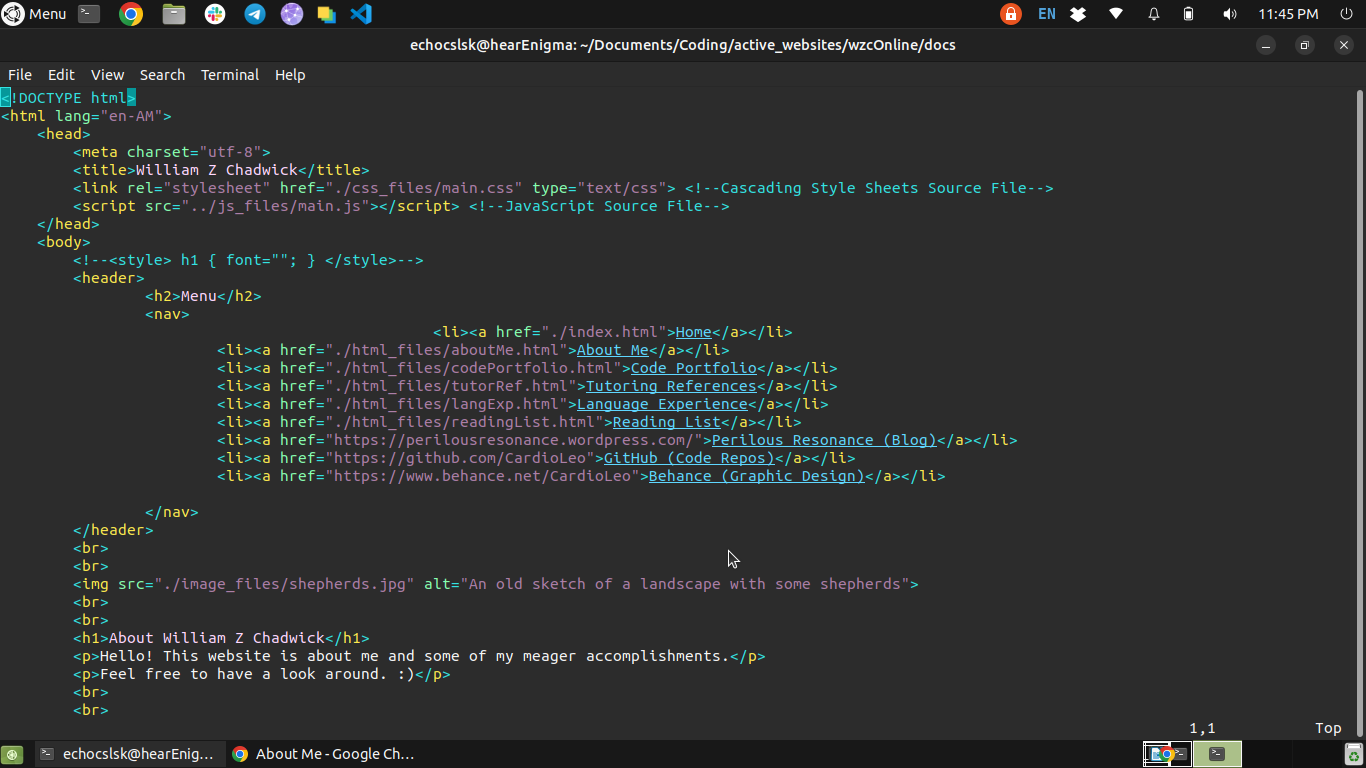 Menu
EN
11:45 PM
echocslsk@hearEnigma: ~/Documents/Coding/active_websites/wzcOnline/docs
File Edit View Search Terminal Help
<!DOCTYPE html>
<html lang="en-AM">
    <head>
        <meta charset="utf-8">
        <title>William Z Chadwick</title>
        <link rel="stylesheet" href="./css_files/main.css" type="text/css"> <!--Cascading Style Sheets Source File-->
        <script src="../js_files/main.js"></script> <!--JavaScript Source File-->
    </head>
    <body>
        <!--<style> h1 { font=""; } </style>-->
        <header>
                <h2>Menu</h2>
                <nav>
                                                <li><a href="./index.html">Home</a></li>
                        <li><a href="./html_files/aboutMe.html">About Me</a></li>
                        <li><a href="./html_files/codePortfolio.html">Code Portfolio</a></li>
                        <li><a href="./html_files/tutorRef.html">Tutoring References</a></li>
                        <li><a href="./html_files/langExp.html">Language Experience</a></li>
                        <li><a href="./html_files/readingList.html">Reading List</a></li>
                        <li><a href="https://perilousresonance.wordpress.com/">Perilous Resonance (Blog)</a></li>
                        <li><a href="https://github.com/CardioLeo">GitHub (Code Repos)</a></li>
                        <li><a href="https://www.behance.net/CardioLeo">Behance (Graphic Design)</a></li>
                </nav>
        </header>
        <br>
        <br>
        <img src="./image_files/shepherds.jpg" alt="An old sketch of a landscape with some shepherds">
        <br>
        <br>
        <h1>About William Z Chadwick</h1>
        <p>Hello! This website is about me and some of my meager accomplishments.</p>
        <p>Feel free to have a look around. :)</p>
        <br>
        <br>
1,1 Top
echocslsk@hearEnig...
About Me - Google Ch...